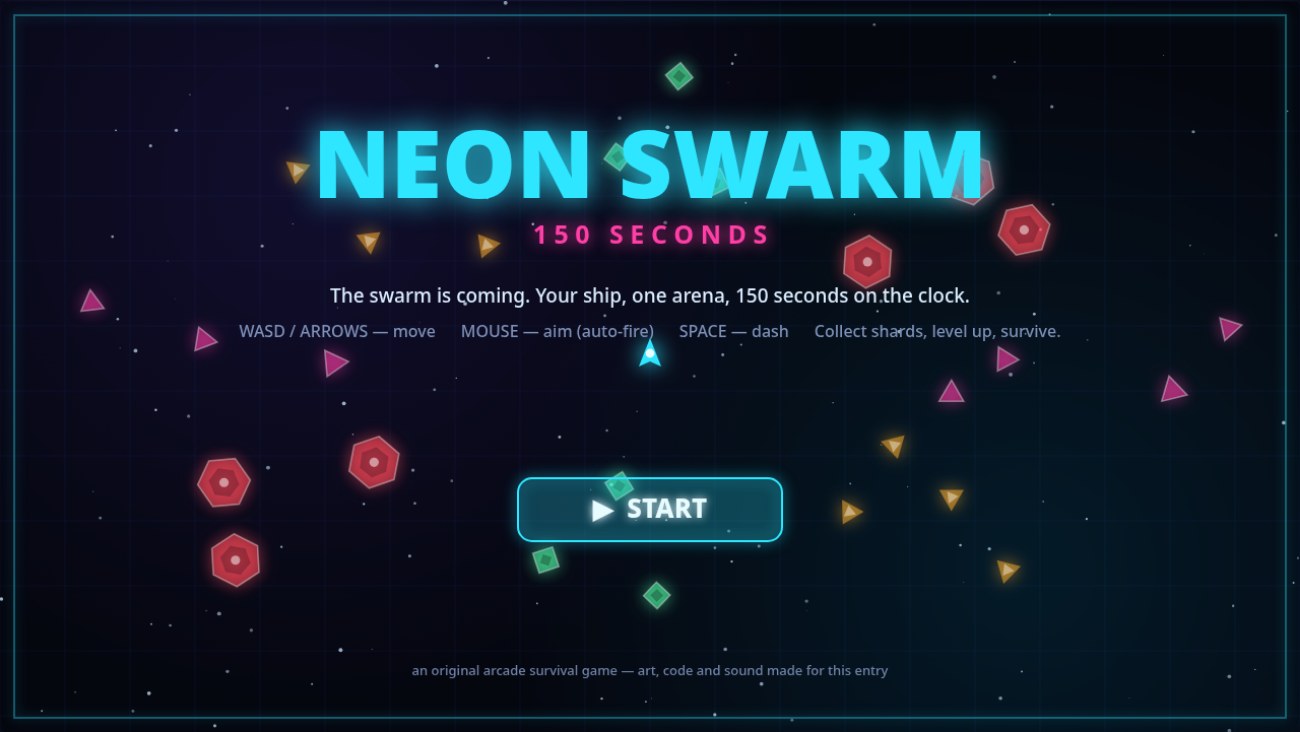 NEON SWARM
150 SECONDS
The swarm is coming. Your ship, one arena, 150 seconds on the clock.
WASD / ARROWS — move MOUSE — aim (auto-fire) SPACE — dash Collect shards, level up, survive.
▶ START
an original arcade survival game — art, code and sound made for this entry